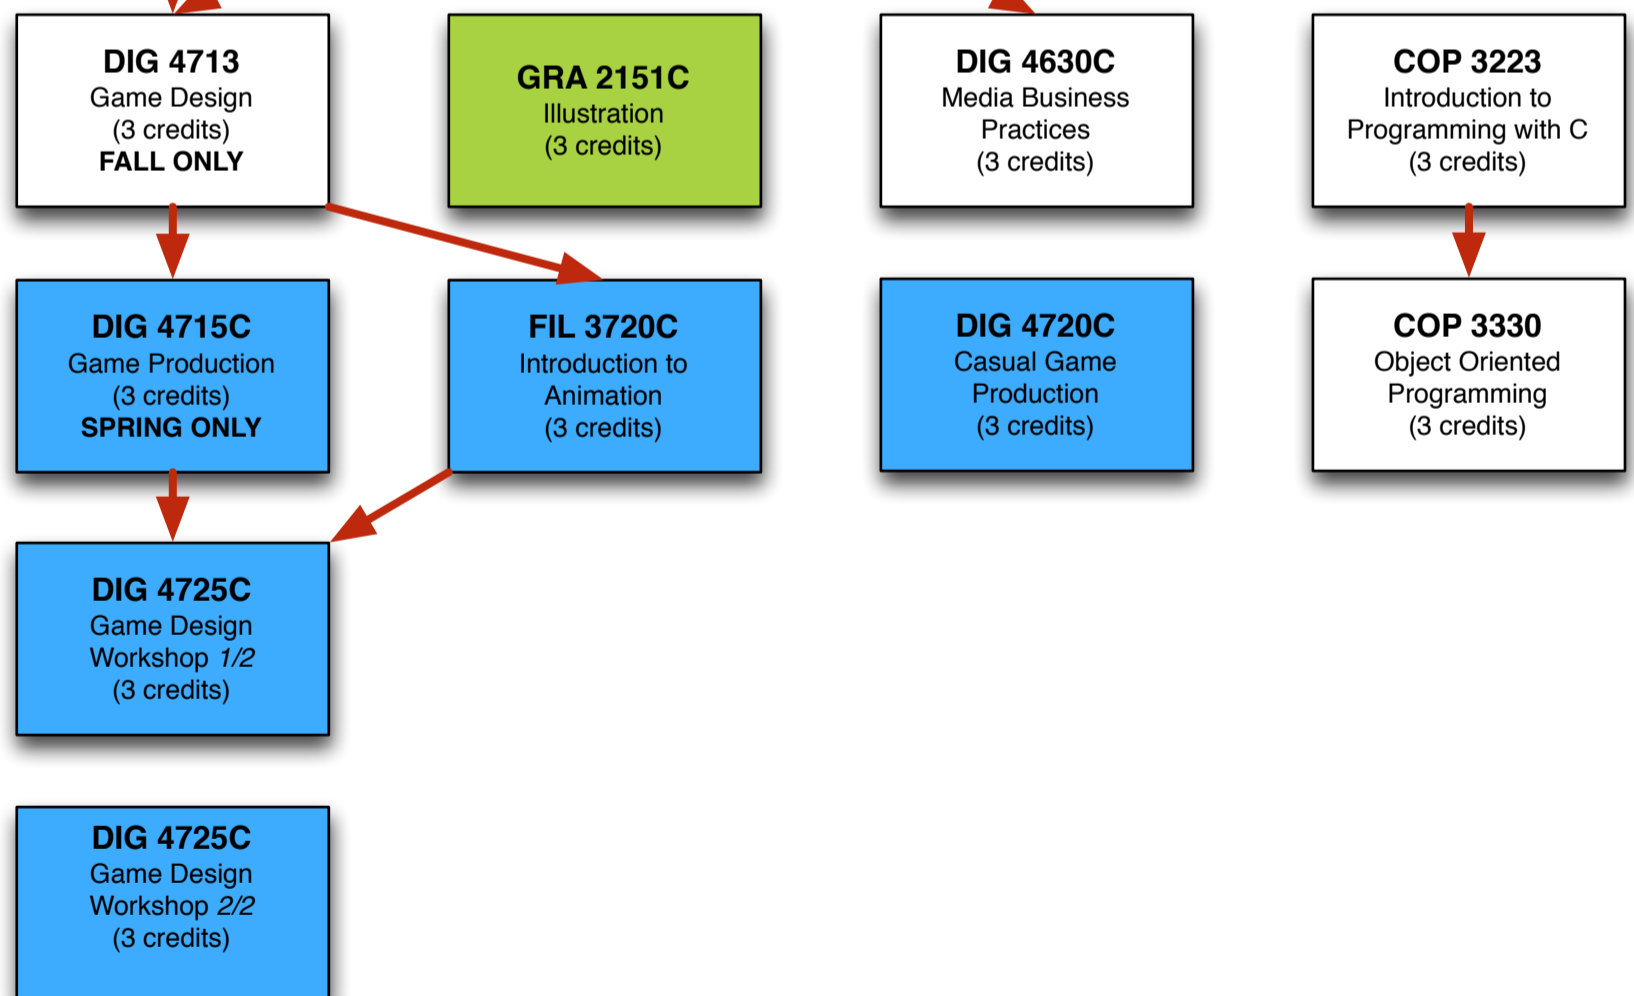 DIG 4713
Game Design
(3 credits)
FALL ONLY
GRA 2151C
Illustration
(3 credits)
DIG 4630C
Media Business
Practices
(3 credits)
COP 3223
Introduction to
Programming with C
(3 credits)
DIG 4715C
Game Production
(3 credits)
SPRING ONLY
FIL 3720C
Introduction to
Animation
(3 credits)
DIG 4720C
Casual Game
Production
(3 credits)
COP 3330
Object Oriented
Programming
(3 credits)
DIG 4725C
Game Design
Workshop 1/2
(3 credits)
DIG 4725C
Game Design
Workshop 2/2
(3 credits)